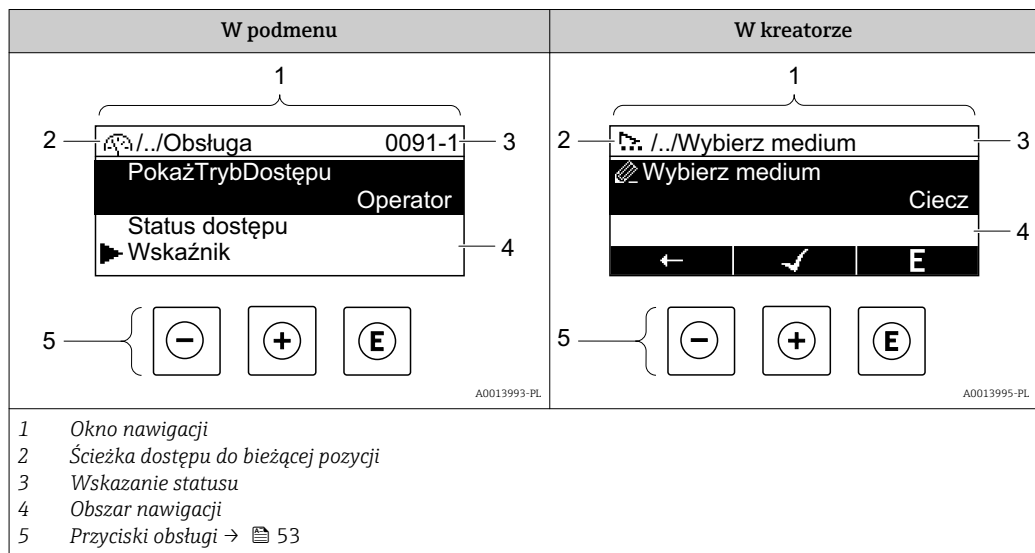 W podmenu
1
2
/../Obsługa 0091-1
3
PokażTrybDostępu
Operator
Status dostępu
Wskaźnik
4
5
- + E
A0013993-PL
W kreatorze
1
2
/../Wybierz medium
3
Wybierz medium
Ciecz
4
← ✓ E
5
- + E
A0013995-PL
1 Okno nawigacji
2 Ścieżka dostępu do bieżącej pozycji
3 Wskazanie statusu
4 Obszar nawigacji
5 Przyciski obsługi → 53